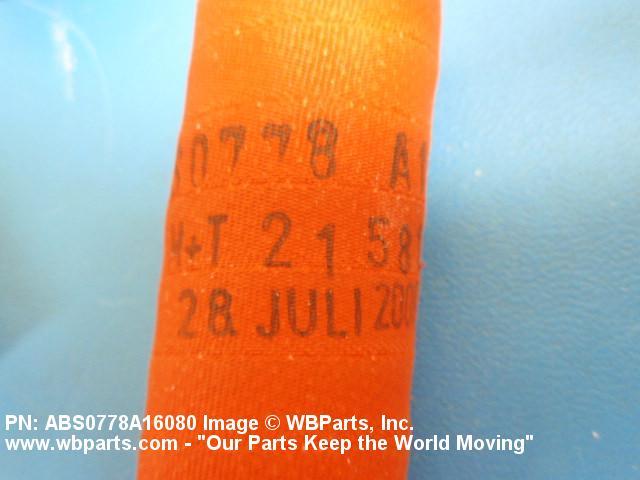 0778 A1
+T 2158
28 JULI 200
PN: ABS0778A16080 Image © WBParts, Inc.
www.wbparts.com - "Our Parts Keep the World Moving"